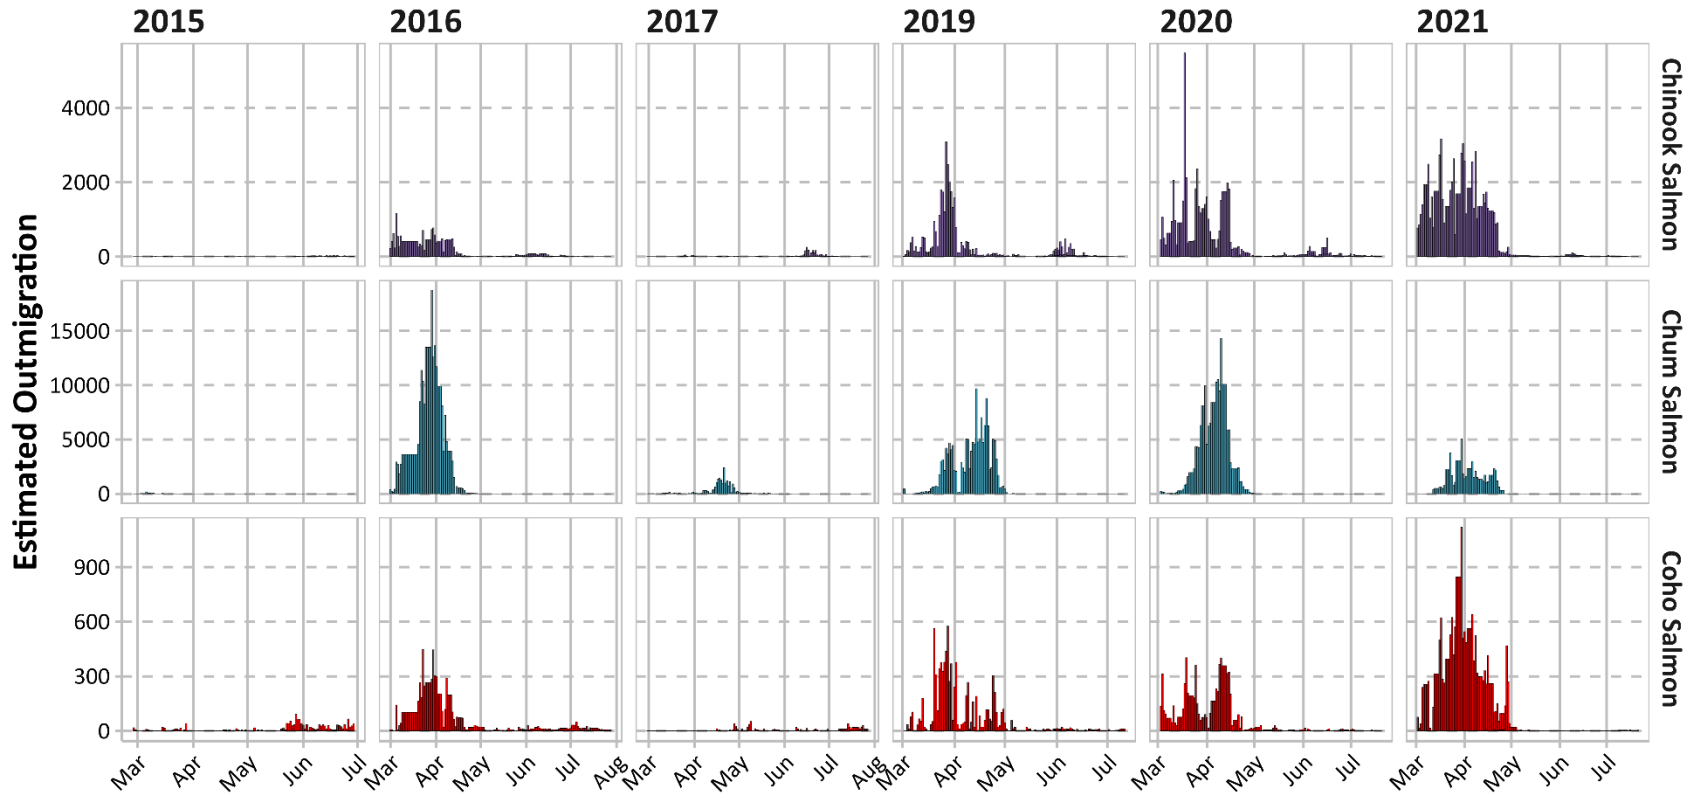 2015 2016 2017 2019 2020 2021
Estimated Outmigration
4000
2000
0
Chinook Salmon
15000
10000
5000
0
Chum Salmon
900
600
300
0
Coho Salmon
Mar Apr May Jun Jul Mar Apr May Jun Jul Aug Mar Apr May Jun Jul Aug Mar Apr May Jun Jul Mar Apr May Jun Jul Mar Apr May Jun Jul